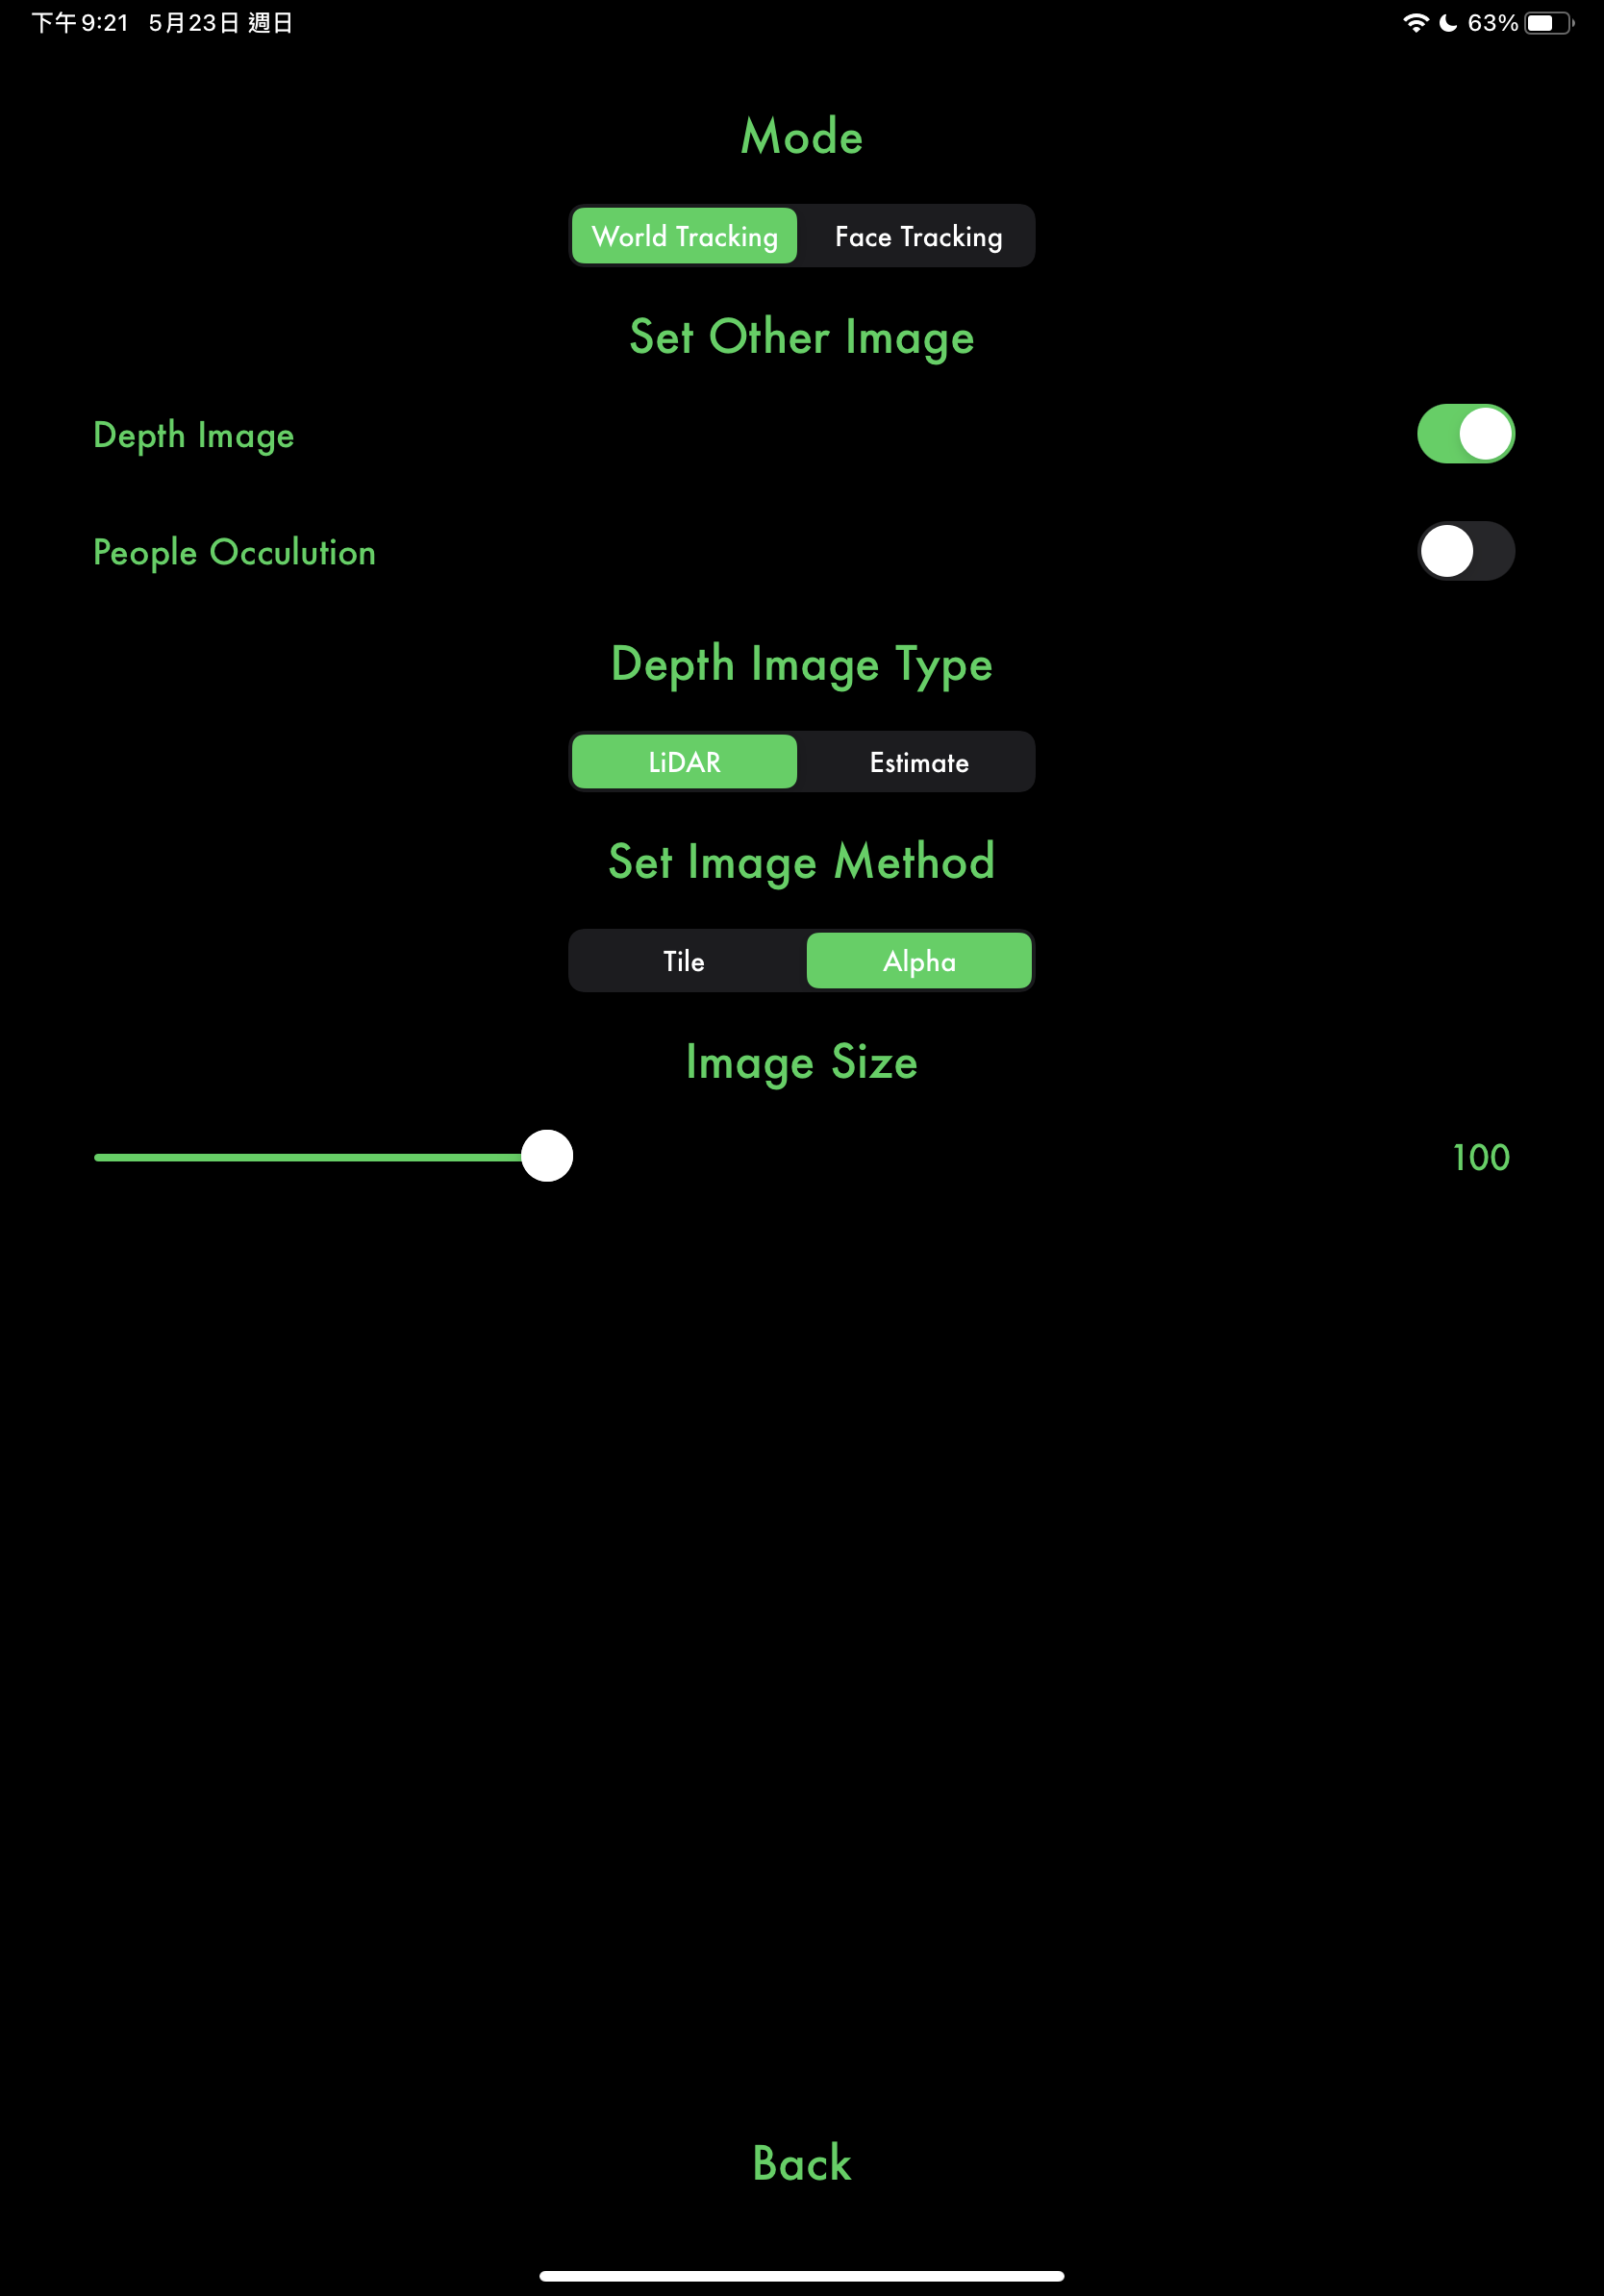 下午9:21 5月23日 週日 63%
Mode
World Tracking Face Tracking
Set Other Image
Depth Image
People Occulution
Depth Image Type
LiDAR Estimate
Set Image Method
Tile Alpha
Image Size
100
Back